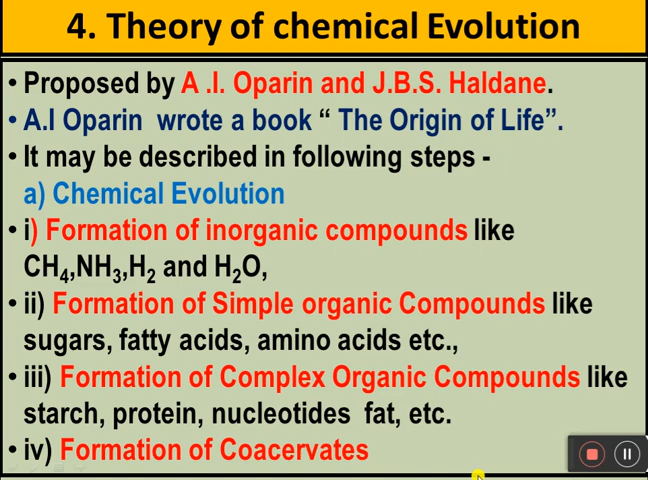 4. Theory of chemical Evolution
• Proposed by A .I. Oparin and J.B.S. Haldane.
• A.I Oparin wrote a book “ The Origin of Life”.
• It may be described in following steps -
a) Chemical Evolution
• i) Formation of inorganic compounds like
CH₄,NH₃,H₂ and H₂O,
• ii) Formation of Simple organic Compounds like
sugars, fatty acids, amino acids etc.,
• iii) Formation of Complex Organic Compounds like
starch, protein, nucleotides fat, etc.
• iv) Formation of Coacervates